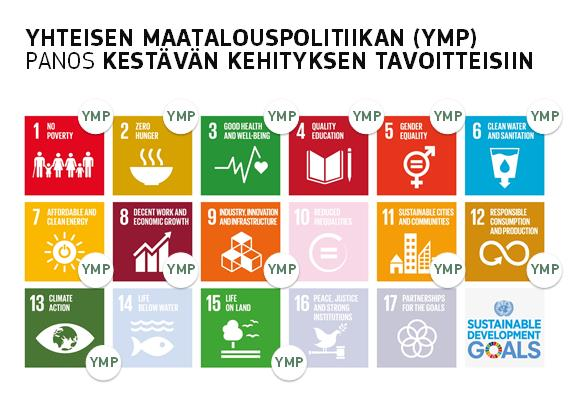 YHTEISEN MAATALOUSPOLITIIKAN (YMP)
PANOS KESTÄVÄN KEHITYKSEN TAVOITTEISIIN
1 NO
POVERTY
YMP
2 ZERO
HUNGER
YMP
3 GOOD HEALTH
AND WELL-BEING
YMP
4 QUALITY
EDUCATION
YMP
5 GENDER
EQUALITY
YMP
6 CLEAN WATER
AND SANITATION
YMP
7 AFFORDABLE AND
CLEAN ENERGY
YMP
8 DECENT WORK AND
ECONOMIC GROWTH
YMP
9 INDUSTRY, INNOVATION
AND INFRASTRUCTURE
YMP
10 REDUCED
INEQUALITIES
11 SUSTAINABLE CITIES
AND COMMUNITIES
YMP
12 RESPONSIBLE
CONSUMPTION
AND PRODUCTION
YMP
13 CLIMATE
ACTION
YMP
14 LIFE
BELOW WATER
15 LIFE
ON LAND
YMP
16 PEACE, JUSTICE
AND STRONG
INSTITUTIONS
17 PARTNERSHIPS
FOR THE GOALS
SUSTAINABLE
DEVELOPMENT
GOALS